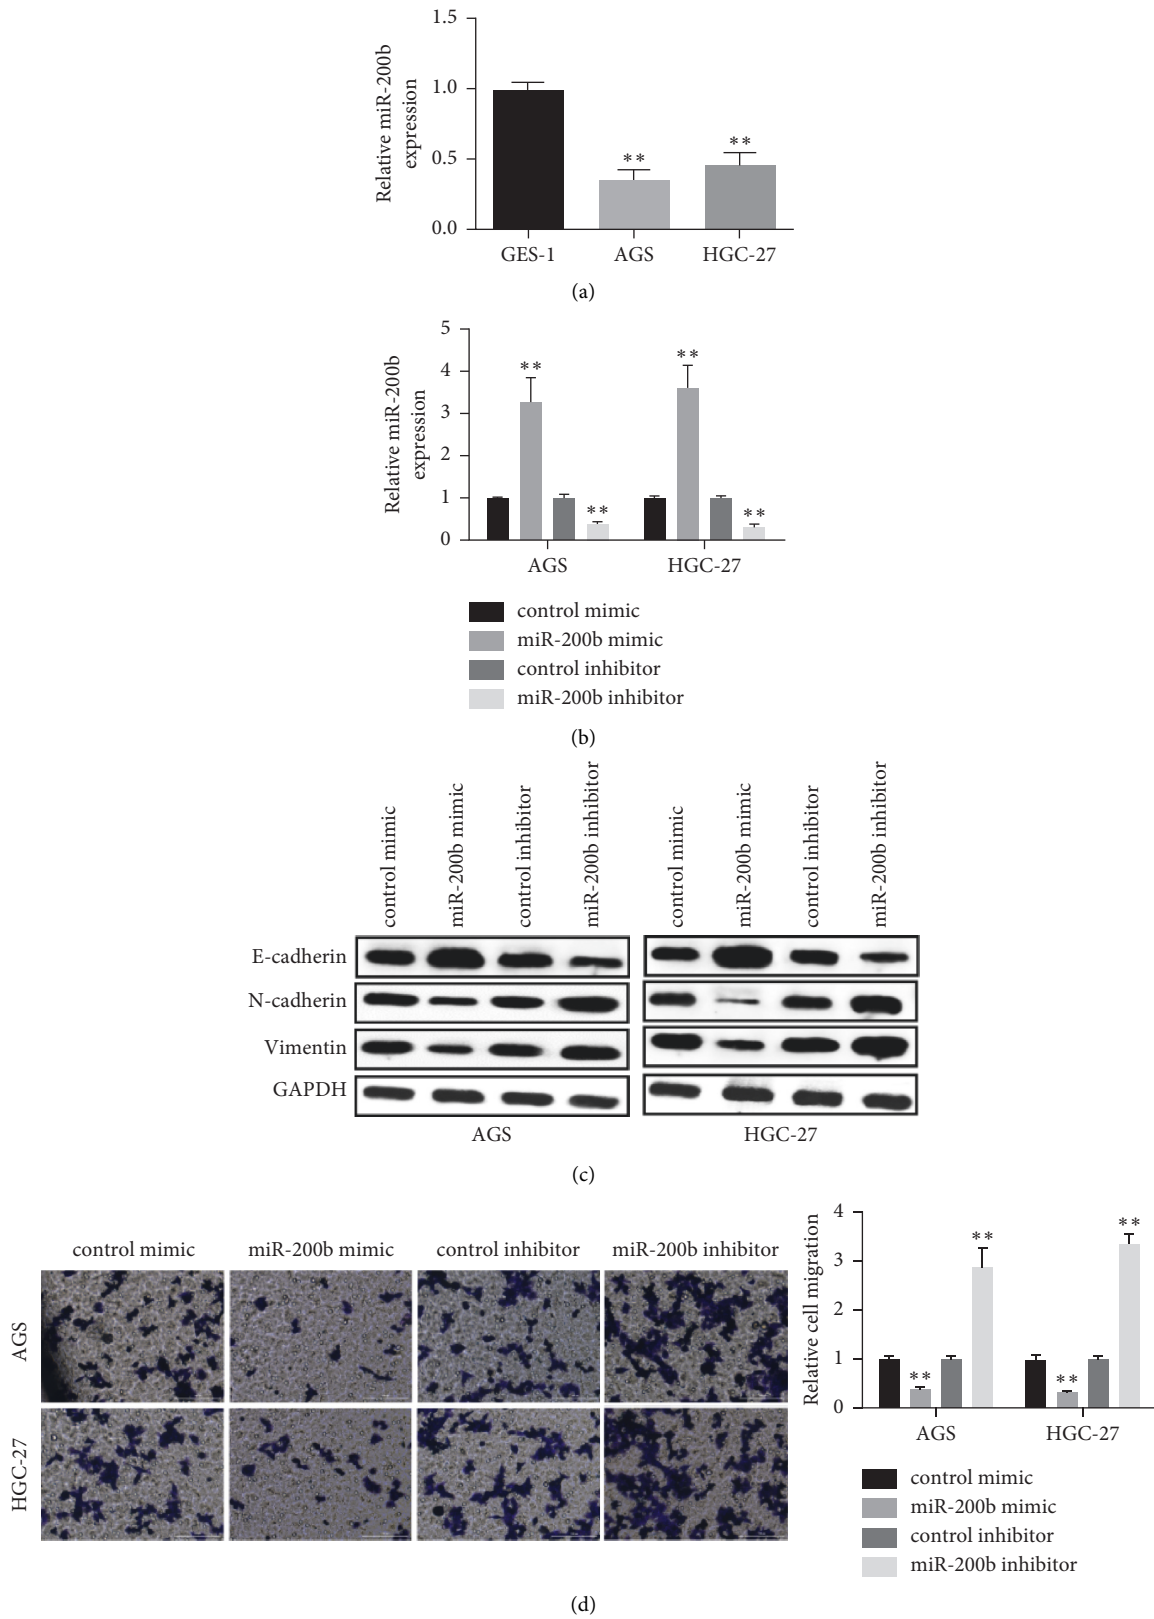 1.5
1.0
0.5
0.0
Relative miR-200b
expression
**
**
GES-1 AGS HGC-27
(a)
5
4
3
2
1
0
Relative miR-200b
expression
**
**
**
**
AGS HGC-27
control mimic
miR-200b mimic
control inhibitor
miR-200b inhibitor
(b)
control mimic
miR-200b mimic
control inhibitor
miR-200b inhibitor
control mimic
miR-200b mimic
control inhibitor
miR-200b inhibitor
E-cadherin
N-cadherin
Vimentin
GAPDH
AGS HGC-27
(c)
control mimic miR-200b mimic control inhibitor miR-200b inhibitor
AGS
HGC-27
4
3
2
1
0
Relative cell migration
**
**
**
**
AGS HGC-27
control mimic
miR-200b mimic
control inhibitor
miR-200b inhibitor
(d)